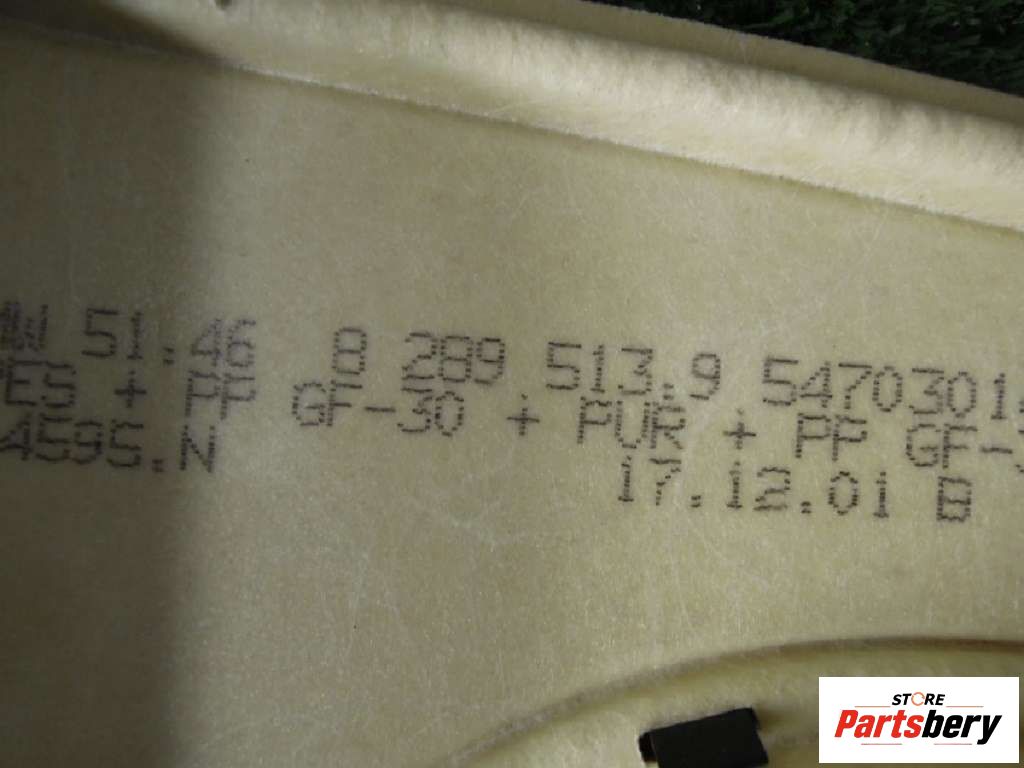 51.46 8 289 513.9 5470301
ES + PP GF-30 + PUR + PP GF-
4595.N
17.12.01 B
STORE
Partsbery